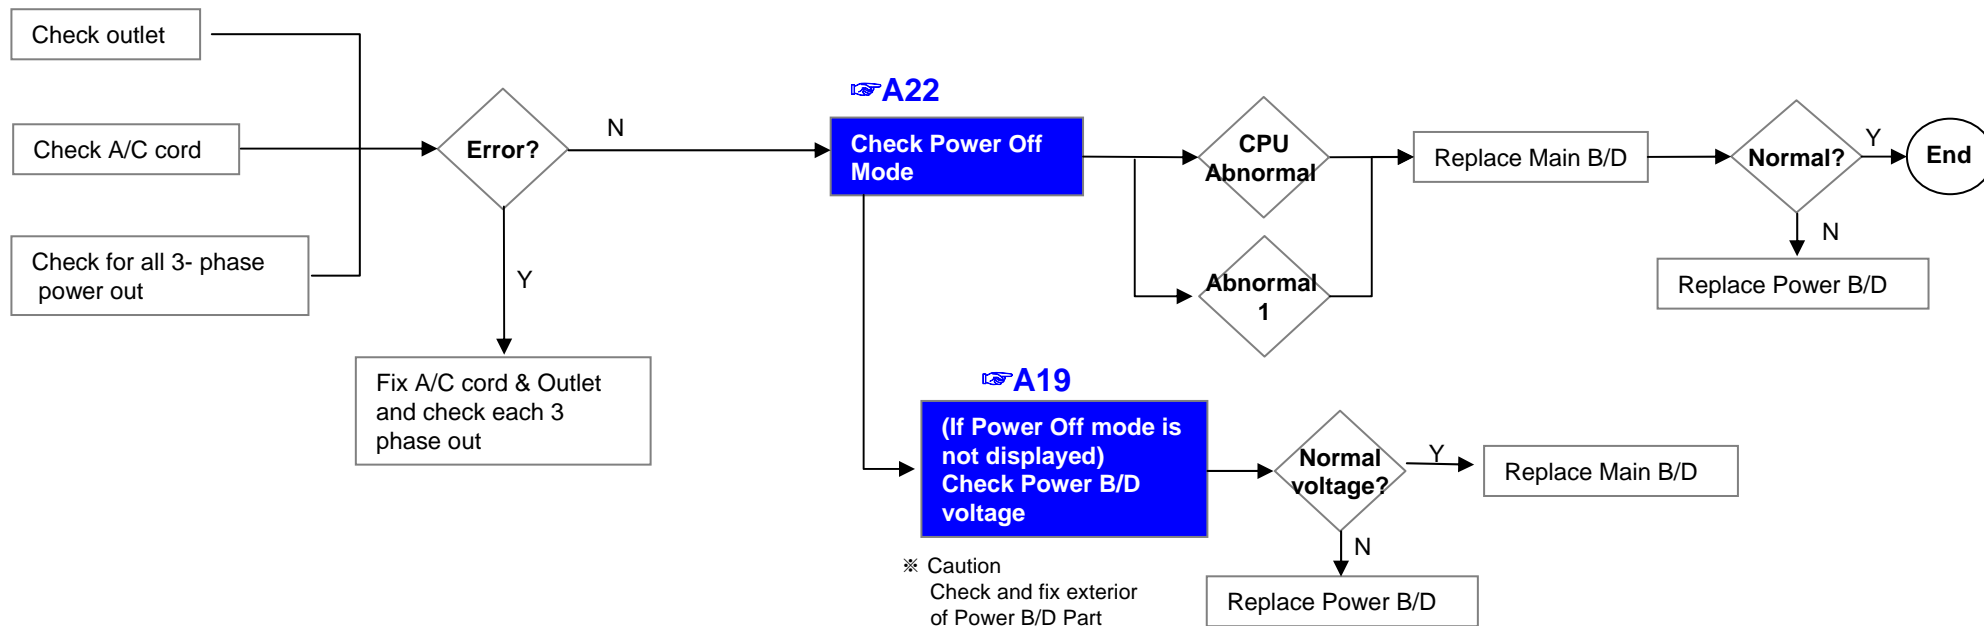 Check outlet
Check A/C cord
Check for all 3- phase
power out
Error?
N
Y
Fix A/C cord & Outlet
and check each 3
phase out
☞A22
Check Power Off
Mode
CPU
Abnormal
Abnormal
1
Replace Main B/D
Normal?
Y
End
N
Replace Power B/D
☞A19
(If Power Off mode is
not displayed)
Check Power B/D
voltage
※ Caution
Check and fix exterior
of Power B/D Part
Normal
voltage?
Y
Replace Main B/D
N
Replace Power B/D